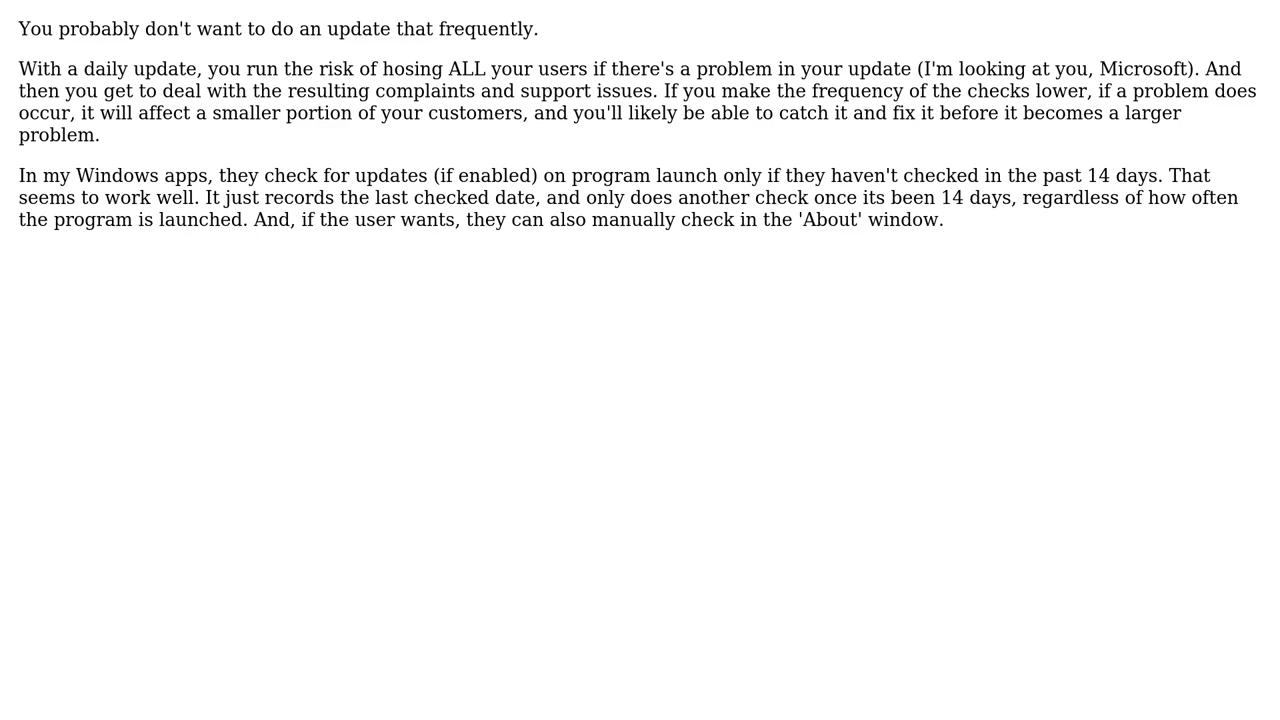 You probably don't want to do an update that frequently.
With a daily update, you run the risk of hosing ALL your users if there's a problem in your update (I'm looking at you, Microsoft). And
then you get to deal with the resulting complaints and support issues. If you make the frequency of the checks lower, if a problem does
occur, it will affect a smaller portion of your customers, and you'll likely be able to catch it and fix it before it becomes a larger
problem.
In my Windows apps, they check for updates (if enabled) on program launch only if they haven't checked in the past 14 days. That
seems to work well. It just records the last checked date, and only does another check once its been 14 days, regardless of how often
the program is launched. And, if the user wants, they can also manually check in the 'About' window.